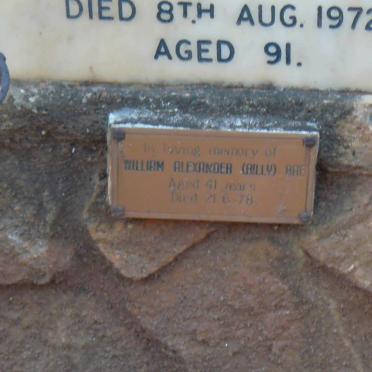 DIED 8TH AUG. 1972
AGED 91.
In loving memory of
WILLIAM ALEXANDER (BILLY) RAE
Aged 41 years
Died 21-6-78